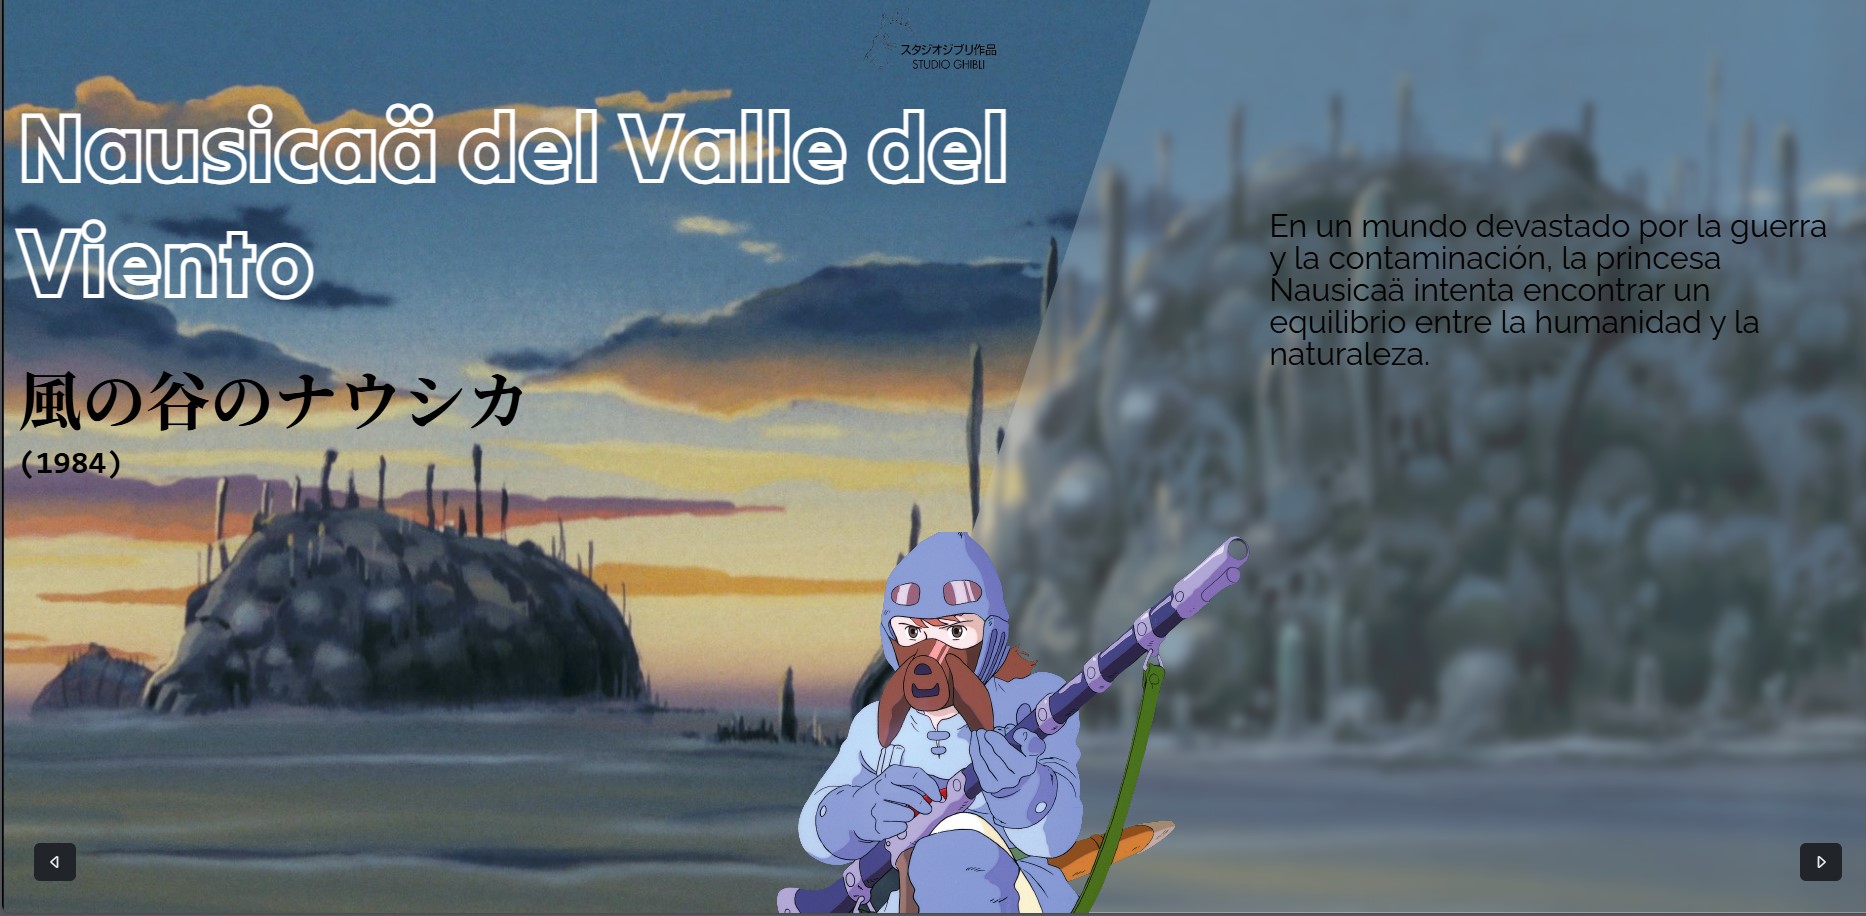 スタジオジブリ作品
STUDIO GHIBLI
Nausicaä del Valle del
Viento
風の谷のナウシカ
(1984)
En un mundo devastado por la guerra
y la contaminación, la princesa
Nausicaä intenta encontrar un
equilibrio entre la humanidad y la
naturaleza.